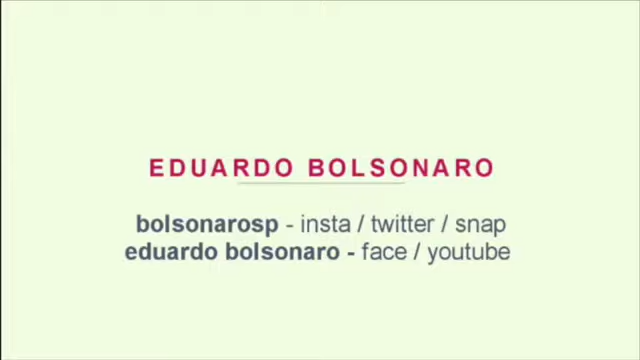 EDUARDO BOLSONARO
bolsonarosp - insta / twitter / snap
eduardo bolsonaro - face / youtube